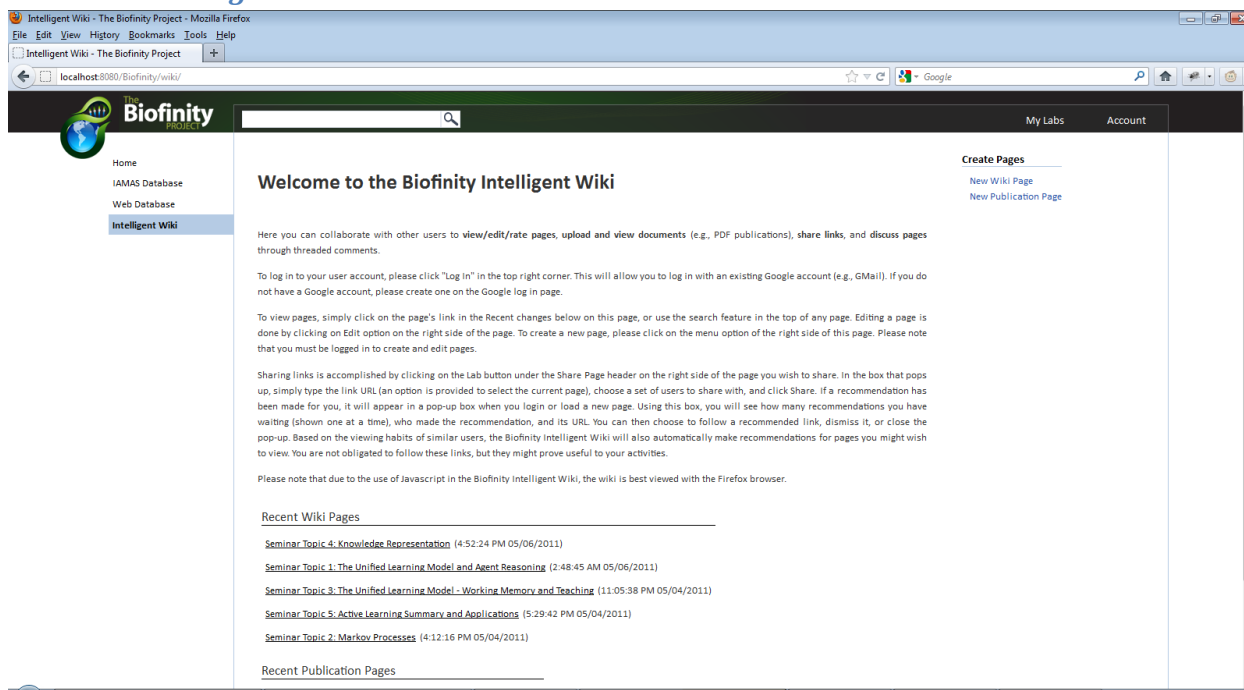 Intelligent Wiki - The Biofinity Project - Mozilla Firefox
File Edit View History Bookmarks Tools Help
Intelligent Wiki - The Biofinity Project +
localhost:8080/Biofinity/wiki/
Google
The
Biofinity
PROJECT
My Labs Account
Home
IAMAS Database
Web Database
Intelligent Wiki
Welcome to the Biofinity Intelligent Wiki
Here you can collaborate with other users to view/edit/rate pages, upload and view documents (e.g., PDF publications), share links, and discuss pages
through threaded comments.
To log in to your user account, please click "Log In" in the top right corner. This will allow you to log in with an existing Google account (e.g., GMail). If you do
not have a Google account, please create one on the Google log in page.
To view pages, simply click on the page's link in the Recent changes below on this page, or use the search feature in the top of any page. Editing a page is
done by clicking on Edit option on the right side of the page. To create a new page, please click on the menu option of the right side of this page. Please note
that you must be logged in to create and edit pages.
Sharing links is accomplished by clicking on the Lab button under the Share Page header on the right side of the page you wish to share. In the box that pops
up, simply type the link URL (an option is provided to select the current page), choose a set of users to share with, and click Share. If a recommendation has
been made for you, it will appear in a pop-up box when you login or load a new page. Using this box, you will see how many recommendations you have
waiting (shown one at a time), who made the recommendation, and its URL. You can then choose to follow a recommended link, dismiss it, or close the
pop-up. Based on the viewing habits of similar users, the Biofinity Intelligent Wiki will also automatically make recommendations for pages you might wish
to view. You are not obligated to follow these links, but they might prove useful to your activities.
Please note that due to the use of Javascript in the Biofinity Intelligent Wiki, the wiki is best viewed with the Firefox browser.
Recent Wiki Pages
Seminar Topic 4: Knowledge Representation (4:52:24 PM 05/06/2011)
Seminar Topic 1: The Unified Learning Model and Agent Reasoning (2:48:45 AM 05/06/2011)
Seminar Topic 3: The Unified Learning Model - Working Memory and Teaching (11:05:38 PM 05/04/2011)
Seminar Topic 5: Active Learning Summary and Applications (5:29:42 PM 05/04/2011)
Seminar Topic 2: Markov Processes (4:12:16 PM 05/04/2011)
Recent Publication Pages
Create Pages
New Wiki Page
New Publication Page